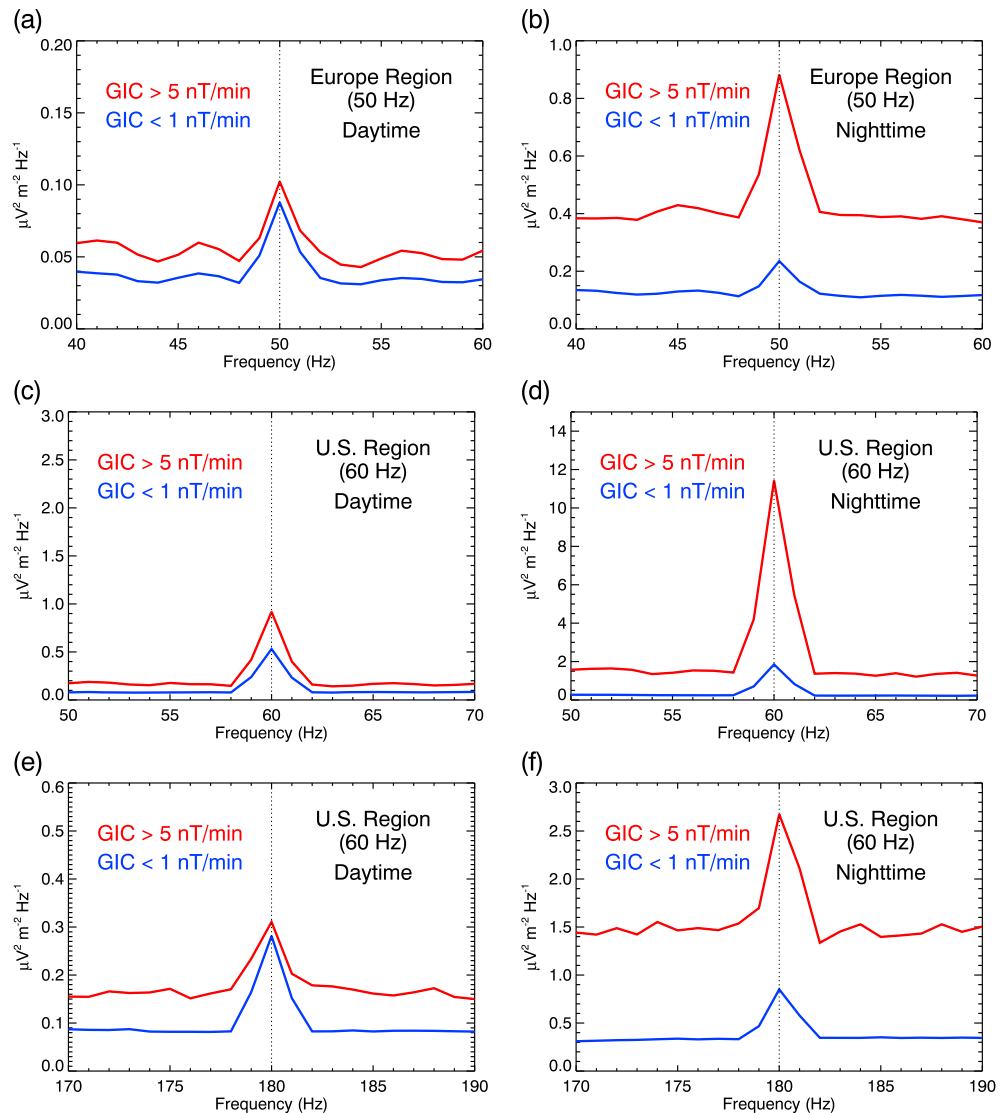 (a)
0.20
0.15
0.10
0.05
0.00
μV² m⁻² Hz⁻¹
GIC > 5 nT/min
GIC < 1 nT/min
Europe Region
(50 Hz)
Daytime
40 45 50 55 60
Frequency (Hz)
(b)
1.0
0.8
0.6
0.4
0.2
0.0
μV² m⁻² Hz⁻¹
GIC > 5 nT/min
GIC < 1 nT/min
Europe Region
(50 Hz)
Nighttime
40 45 50 55 60
Frequency (Hz)
(c)
3.0
2.5
2.0
1.5
1.0
0.5
0.0
μV² m⁻² Hz⁻¹
GIC > 5 nT/min
GIC < 1 nT/min
U.S. Region
(60 Hz)
Daytime
50 55 60 65 70
Frequency (Hz)
(d)
14
12
10
8
6
4
2
0
μV² m⁻² Hz⁻¹
GIC > 5 nT/min
GIC < 1 nT/min
U.S. Region
(60 Hz)
Nighttime
50 55 60 65 70
Frequency (Hz)
(e)
0.6
0.5
0.4
0.3
0.2
0.1
0.0
μV² m⁻² Hz⁻¹
GIC > 5 nT/min
GIC < 1 nT/min
U.S. Region
(60 Hz)
Daytime
170 175 180 185 190
Frequency (Hz)
(f)
3.0
2.5
2.0
1.5
1.0
0.5
0.0
μV² m⁻² Hz⁻¹
GIC > 5 nT/min
GIC < 1 nT/min
U.S. Region
(60 Hz)
Nighttime
170 175 180 185 190
Frequency (Hz)